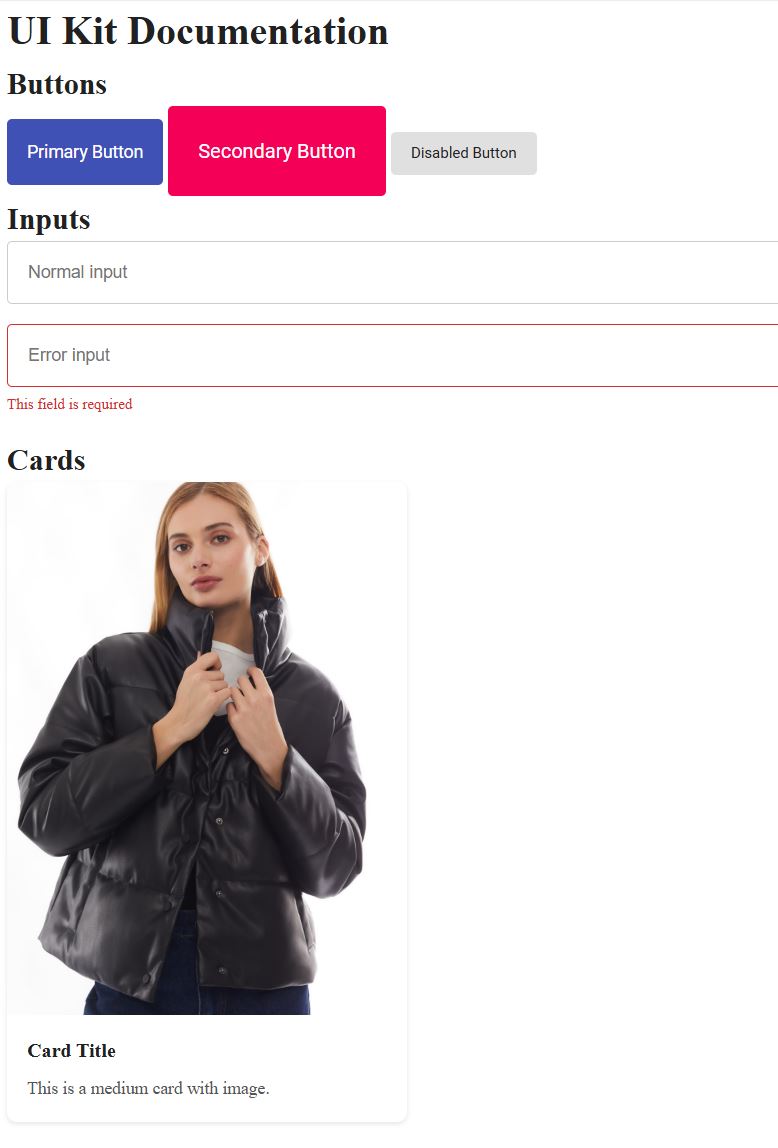 UI Kit Documentation
Buttons
Primary Button Secondary Button Disabled Button
Inputs
Normal input
Error input
This field is required
Cards
Card Title
This is a medium card with image.